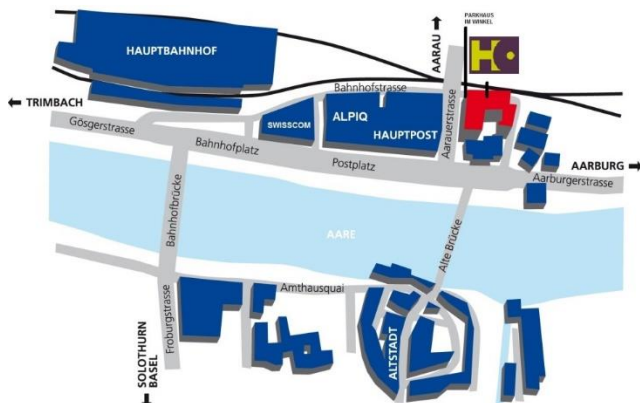 PARKHAUS
IM WINKEL
AARAU
HAUPTBAHNHOF
TRIMBACH
Bahnhofstrasse
Aarauerstrasse
Gösgerstrasse
SWISSCOM
ALPIQ
HAUPTPOST
Bahnhofplatz
Postplatz
AARBURG
Aarburgerstrasse
Bahnhofbrücke
AARE
Alte Brücke
Amthausquai
Froburgstrasse
ALTSTADT
SOLOTHURN
BASEL